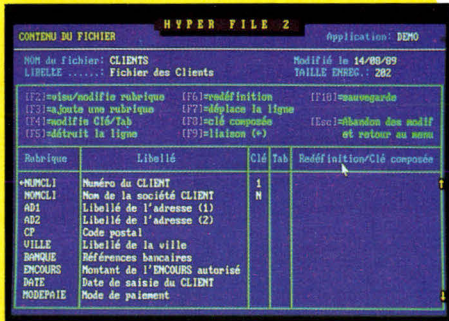 HYPER FILE 2
CONTENU DU FICHIER
Application: DEMO
NOM du fichier: CLIENTS
Modifié le 14/08/89
LIBELLE ......: Fichier des Clients
TAILLE ENREG.: 202
[F2]=visu/modifie rubrique [F6]=redéfinition [F10]=sauvegarde
[F3]=ajoute une rubrique [F7]=déplace la ligne
[F4]=modifie Clé/Tab [F8]=clé composée [Esc]=Abandon des modif
[F5]=détruit la ligne [F9]=liaison (+) et retour au menu
Rubrique Libellé Clé Tab Redéfinition/Clé composée
+NUMCLI Numéro du CLIENT 1
NOMCLI Nom de la société CLIENT N
AD1 Libellé de l'adresse (1)
AD2 Libellé de l'adresse (2)
CP Code postal
VILLE Libellé de la ville
BANQUE Références bancaires
ENCOURS Montant de l'ENCOURS autorisé
DATE Date de saisie du CLIENT
MODEPAIE Mode de paiement